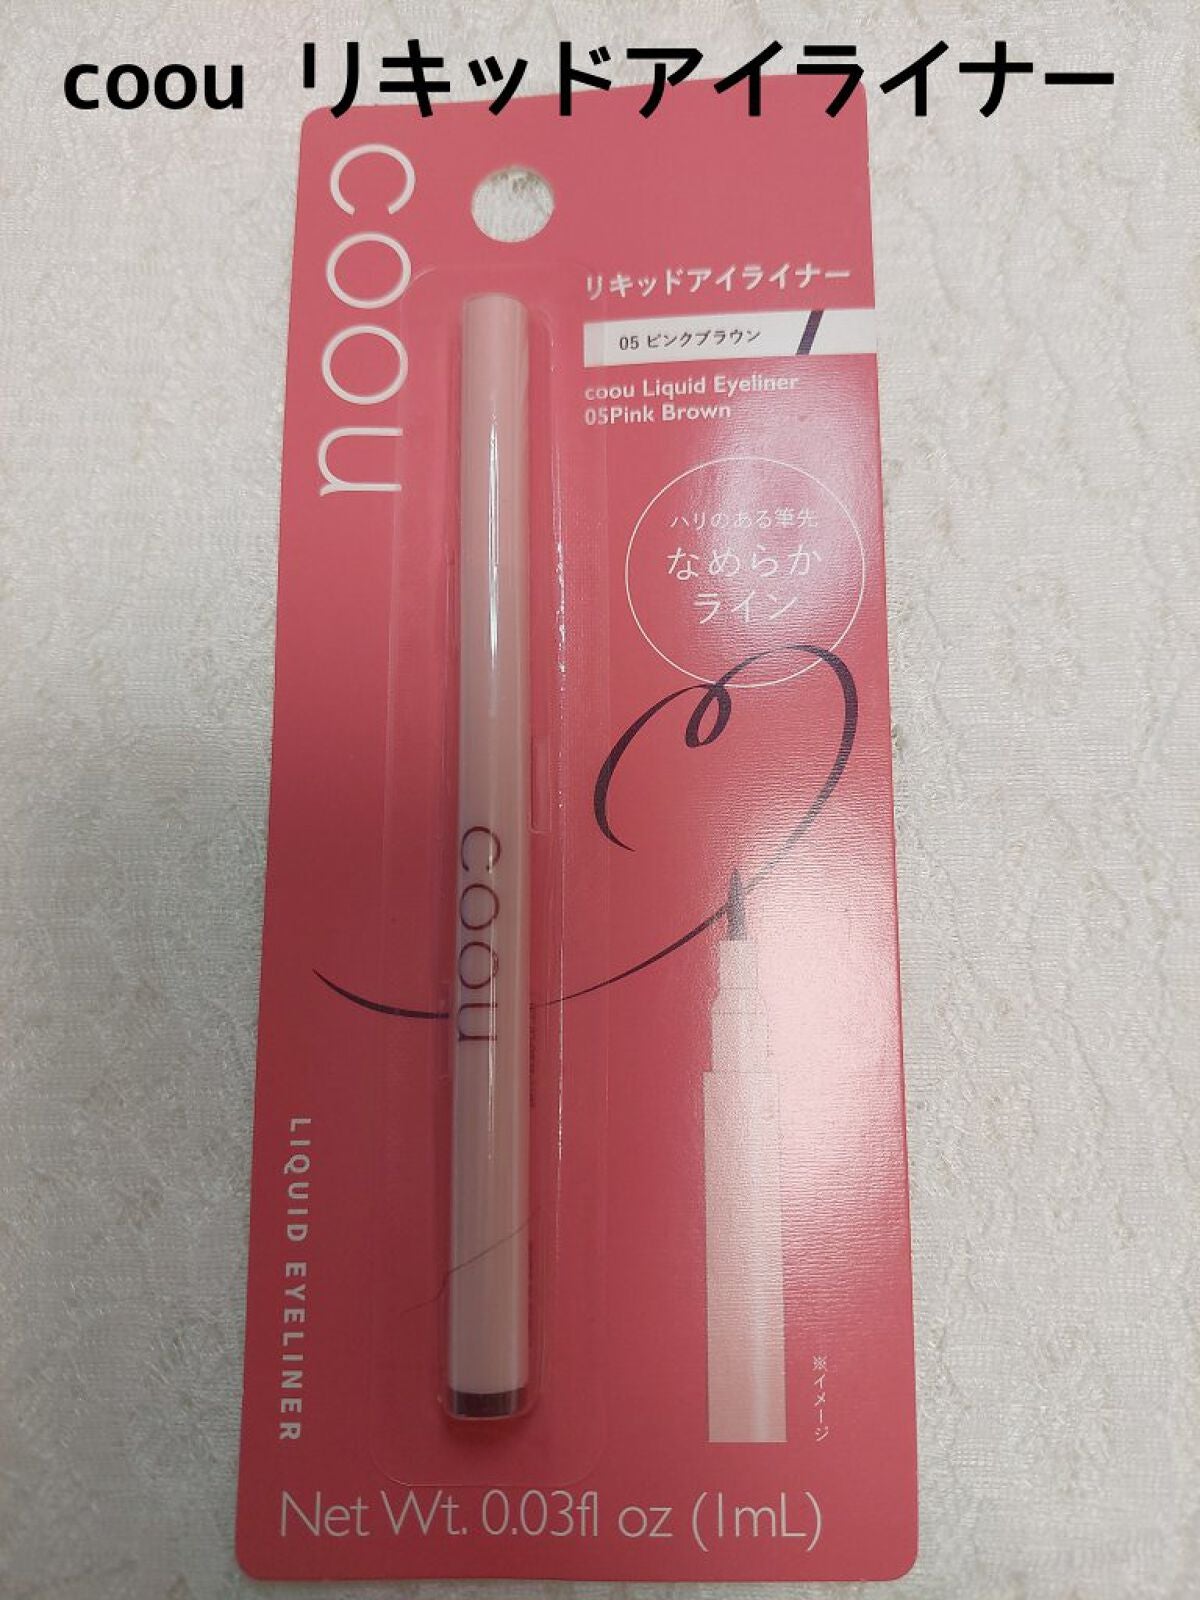 coou リキッドアイライナー
coou
リキッドアイライナー
05 ピンクブラウン
coou Liquid Eyeliner
05Pink Brown
ハリのある筆先
なめらか
ライン
coou
LIQUID EYELINER
※イメージ
Net Wt. 0.03fl oz (1mL)